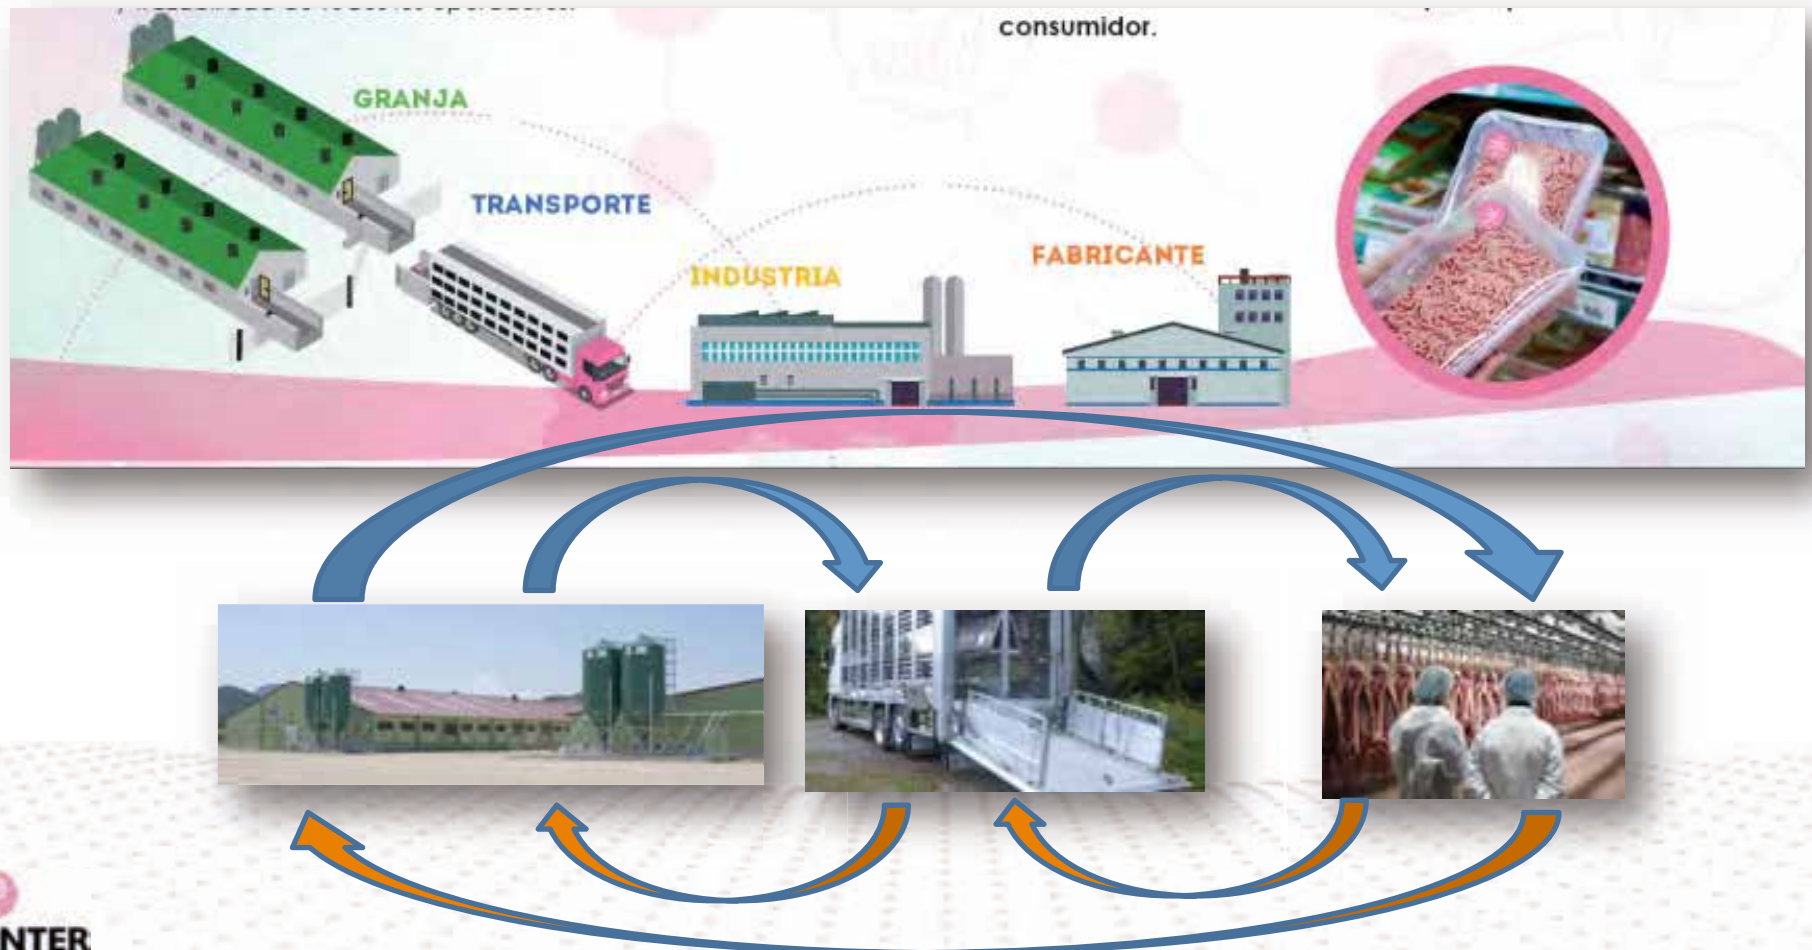 consumidor.
GRANJA
TRANSPORTE
INDUSTRIA
FABRICANTE
NTER